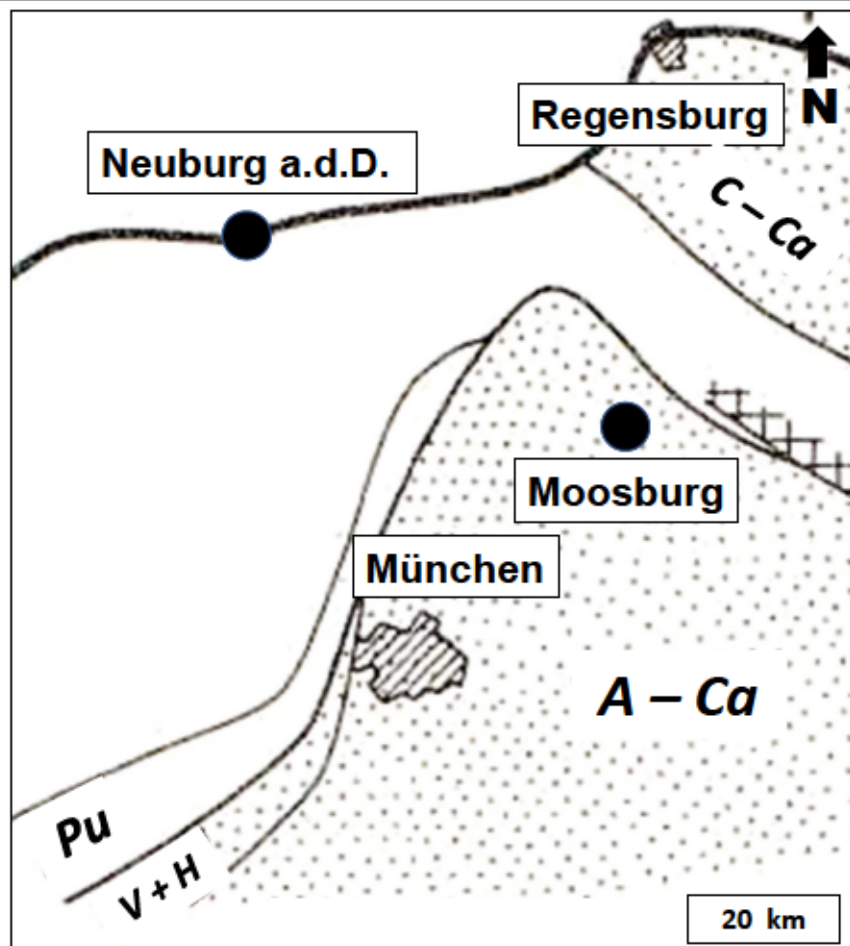 Regensburg
N
Neuburg a.d.D.
C – Ca
Moosburg
München
A – Ca
Pu
V + H
20 km